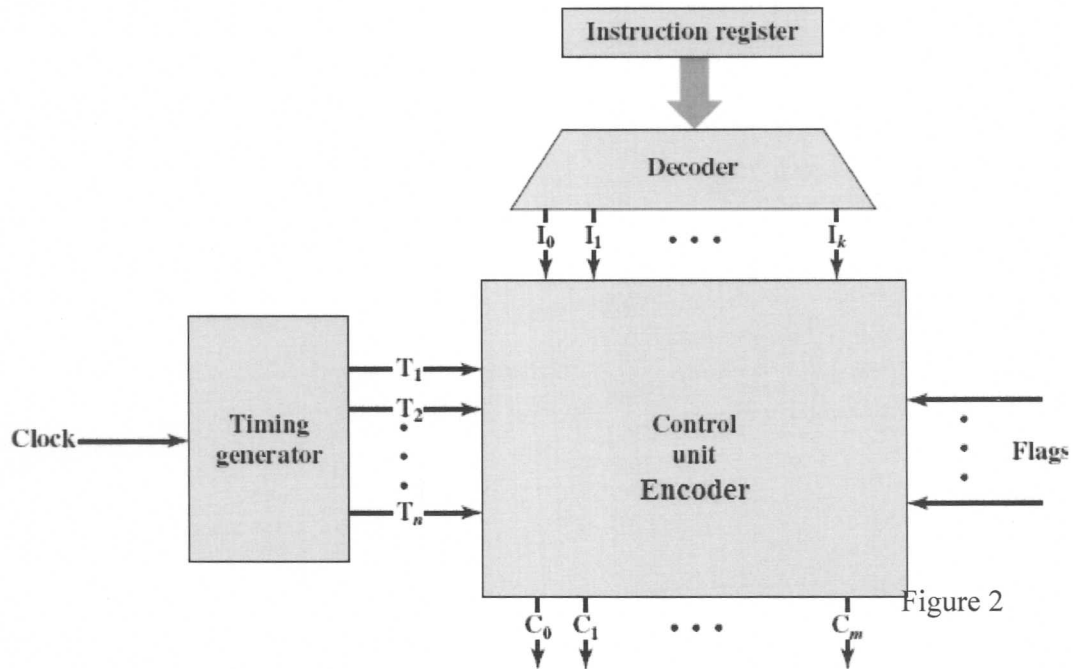 Instruction register
Decoder
I₀ I₁ • • • Iₖ
T₁
T₂
Tₙ
Clock
Timing
generator
Control
unit
Encoder
Flags
Figure 2
C₀ C₁ • • • Cₘ